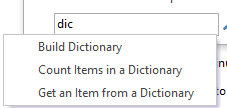 dic
Build Dictionary
Count Items in a Dictionary
Get an Item from a Dictionary